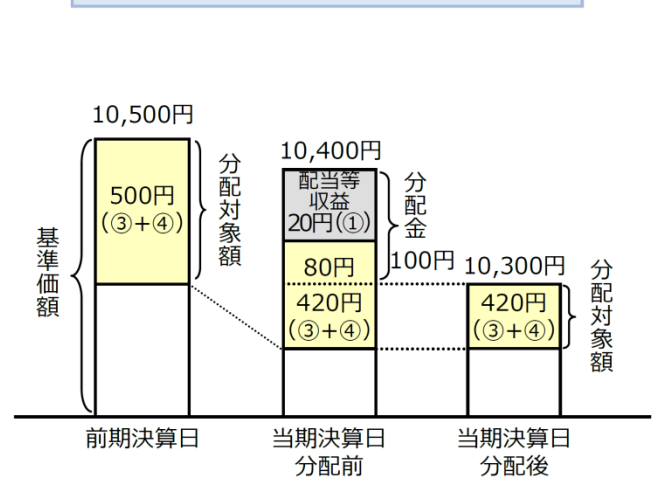 10,500円
500円
(③+④)
分配対象額
基準価額
前期決算日
10,400円
配当等
収益
20円(①)
分配金
80円
100円
420円
(③+④)
当期決算日
分配前
10,300円
420円
(③+④)
分配対象額
当期決算日
分配後